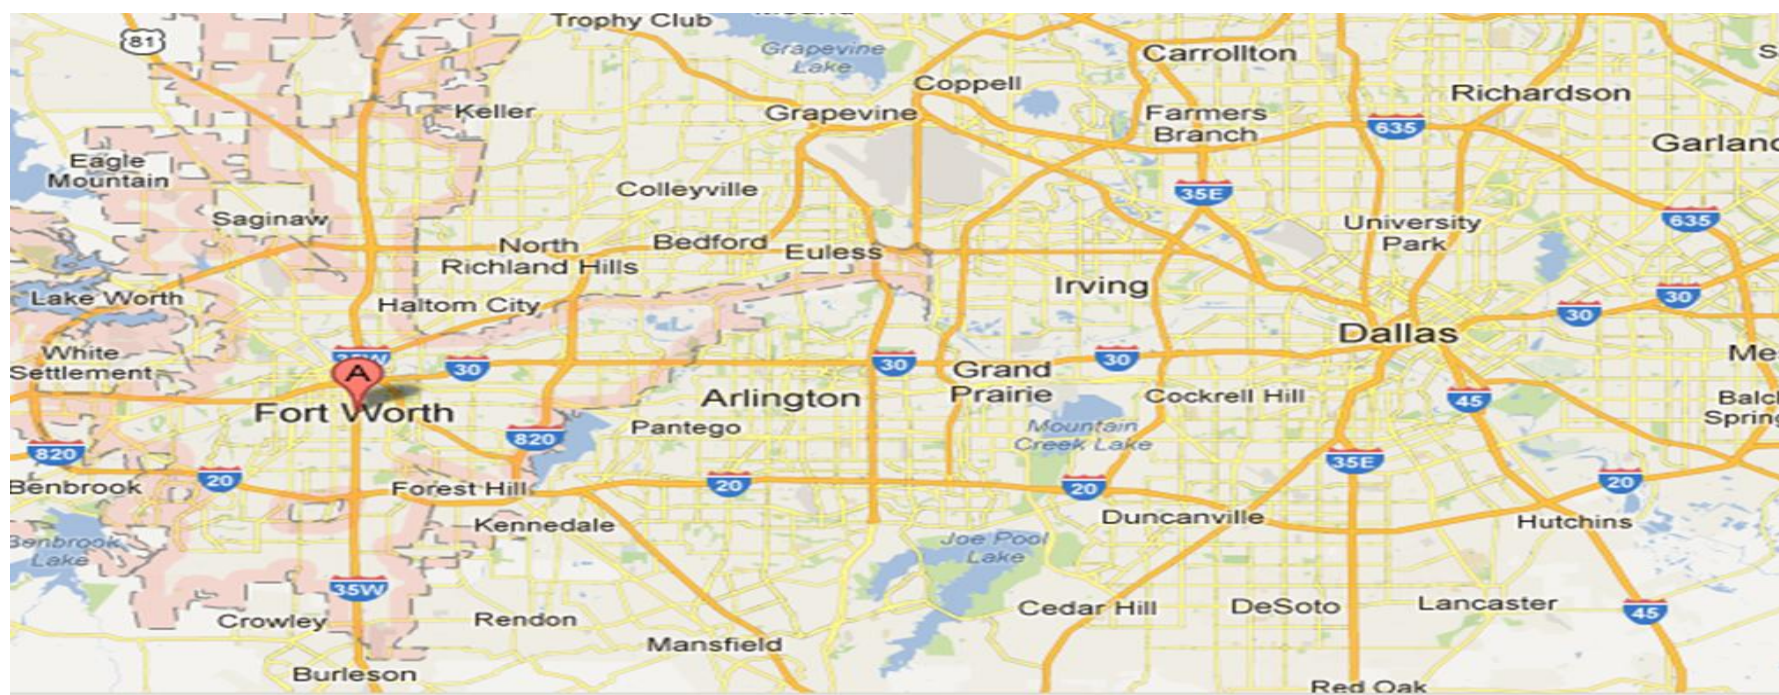 Trophy Club
81
Grapevine
Lake
Carrollton
Coppell
Keller
Grapevine
Farmers
Branch
Richardson
635
Garland
Eagle
Mountain
Colleyville
35E
Saginaw
University
Park
635
North
Richland Hills
Bedford
Euless
Irving
Lake Worth
Haltom City
30
30
Dallas
White
Settlement
35W
A
30
30
30
Grand
Prairie
Arlington
Cockrell Hill
45
Fort Worth
Pantego
Mountain
Creek Lake
820
820
35E
20
Benbrook
Forest Hill
20
20
20
Kennedale
Duncanville
Hutchins
Benbrook
Lake
Joe Pool
Lake
35W
Crowley
Rendon
Cedar Hill
DeSoto
Lancaster
45
Mansfield
Burleson
Red Oak